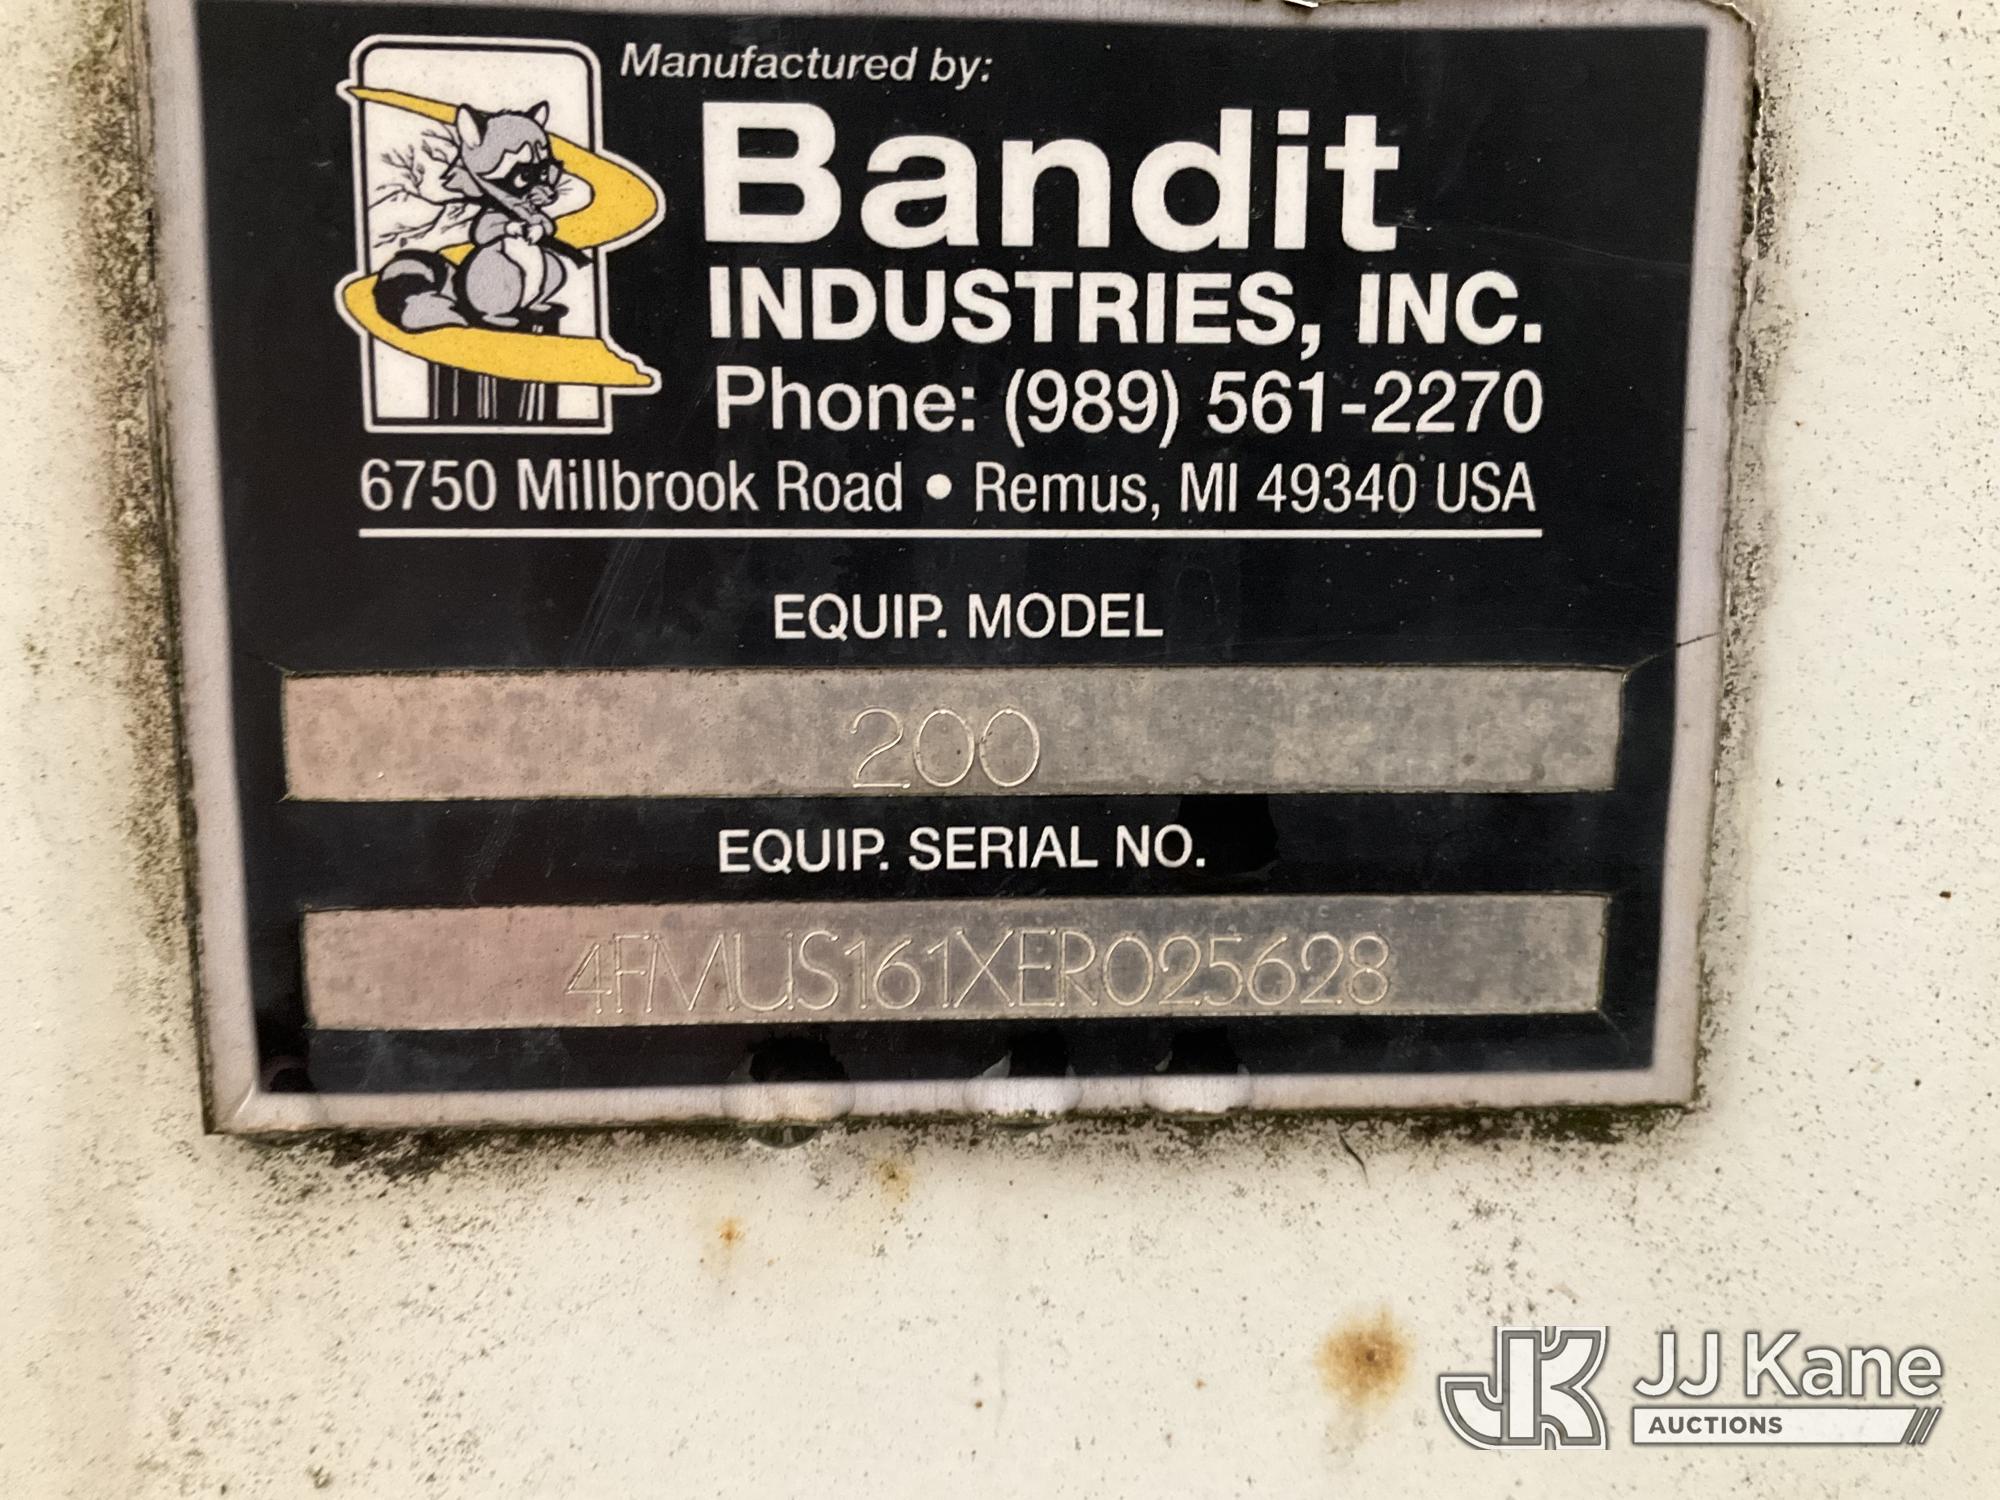 Manufactured by:
Bandit
INDUSTRIES, INC.
Phone: (989) 561-2270
6750 Millbrook Road • Remus, MI 49340 USA
EQUIP. MODEL
200
EQUIP. SERIAL NO.
4FMUS161XER025628
JK JJ Kane
AUCTIONS